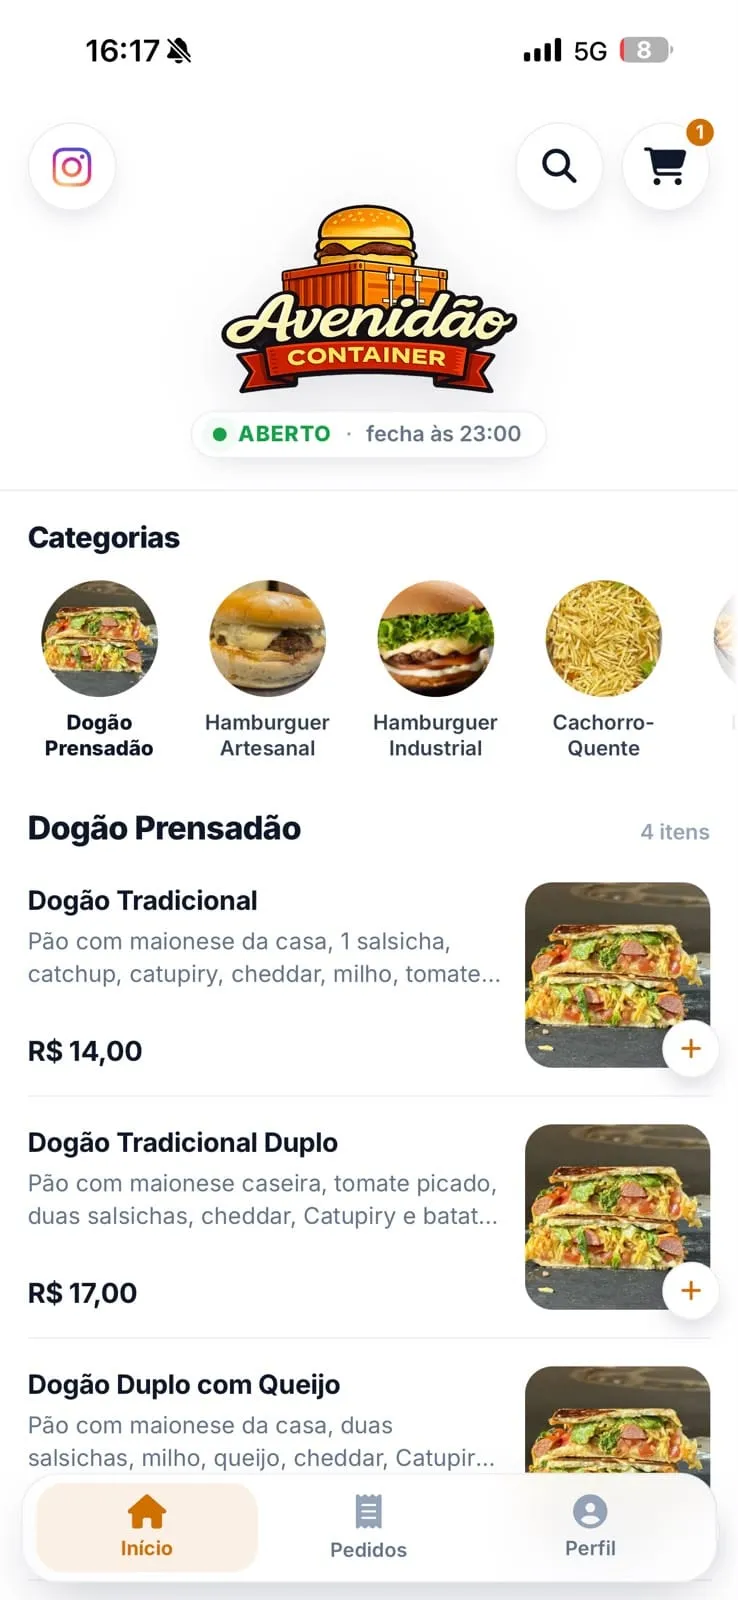 16:17
5G
8
1
Avenidão
CONTAINER
ABERTO · fecha às 23:00
Categorias
Dogão
Prensadão
Hamburguer
Artesanal
Hamburguer
Industrial
Cachorro-
Quente
Dogão Prensadão
4 itens
Dogão Tradicional
Pão com maionese da casa, 1 salsicha,
catchup, catupiry, cheddar, milho, tomate...
R$ 14,00
+
Dogão Tradicional Duplo
Pão com maionese caseira, tomate picado,
duas salsichas, cheddar, Catupiry e batat...
R$ 17,00
+
Dogão Duplo com Queijo
Pão com maionese da casa, duas
salsichas, milho, queijo, cheddar, Catupir...
Início
Pedidos
Perfil